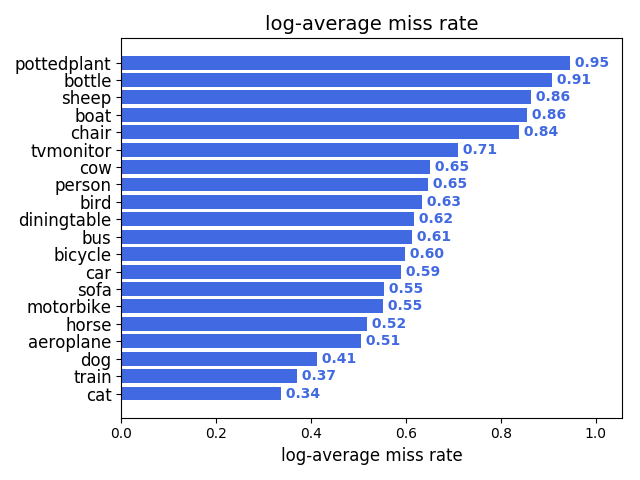 log-average miss rate
pottedplant 0.95
bottle 0.91
sheep 0.86
boat 0.86
chair 0.84
tvmonitor 0.71
cow 0.65
person 0.65
bird 0.63
diningtable 0.62
bus 0.61
bicycle 0.60
car 0.59
sofa 0.55
motorbike 0.55
horse 0.52
aeroplane 0.51
dog 0.41
train 0.37
cat 0.34
0.0 0.2 0.4 0.6 0.8 1.0
log-average miss rate